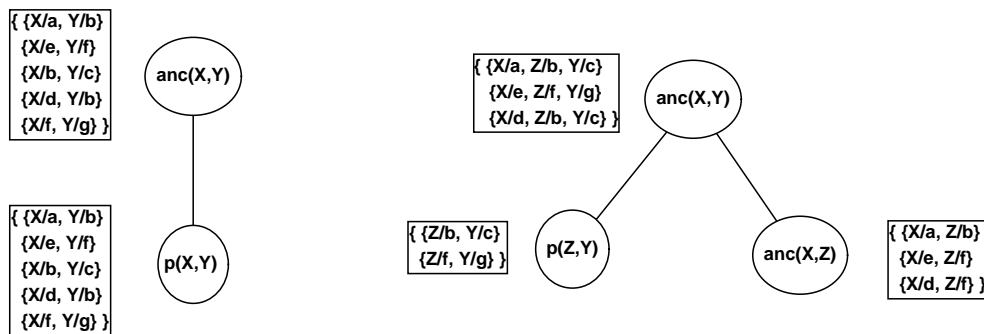 { {X/a, Y/b}
{X/e, Y/f}
{X/b, Y/c}
{X/d, Y/b}
{X/f, Y/g} }
anc(X,Y)
{ {X/a, Y/b}
{X/e, Y/f}
{X/b, Y/c}
{X/d, Y/b}
{X/f, Y/g} }
p(X,Y)
{ {X/a, Z/b, Y/c}
{X/e, Z/f, Y/g}
{X/d, Z/b, Y/c} }
anc(X,Y)
{ {Z/b, Y/c}
{Z/f, Y/g} }
p(Z,Y)
anc(X,Z)
{ {X/a, Z/b}
{X/e, Z/f}
{X/d, Z/f} }